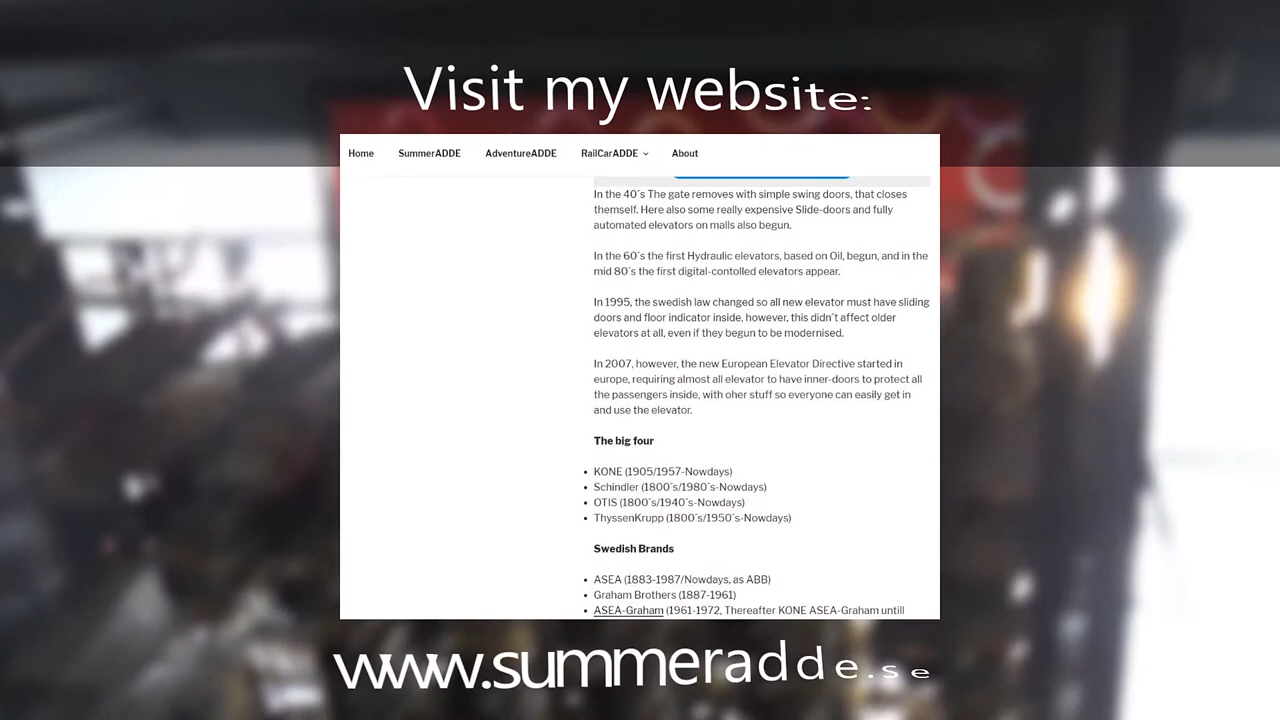 Visit my website:
Home SummerADDE AdventureADDE RailCarADDE About
In the 40´s The gate removes with simple swing doors, that closes
themself. Here also some really expensive Slide-doors and fully
automated elevators on malls also begun.
In the 60´s the first Hydraulic elevators, based on Oil, begun, and in the
mid 80´s the first digital-contolled elevators appear.
In 1995, the swedish law changed so all new elevator must have sliding
doors and floor indicator inside, however, this didn´t affect older
elevators at all, even if they begun to be modernised.
In 2007, however, the new European Elevator Directive started in
europe, requiring almost all elevator to have inner-doors to protect all
the passengers inside, with oher stuff so everyone can easily get in
and use the elevator.
The big four
• KONE (1905/1957-Nowdays)
• Schindler (1800´s/1980´s-Nowdays)
• OTIS (1800´s/1940´s-Nowdays)
• ThyssenKrupp (1800´s/1950´s-Nowdays)
Swedish Brands
• ASEA (1883-1987/Nowdays, as ABB)
• Graham Brothers (1887-1961)
• ASEA-Graham (1961-1972, Thereafter KONE ASEA-Graham untill
www.summeradde.se